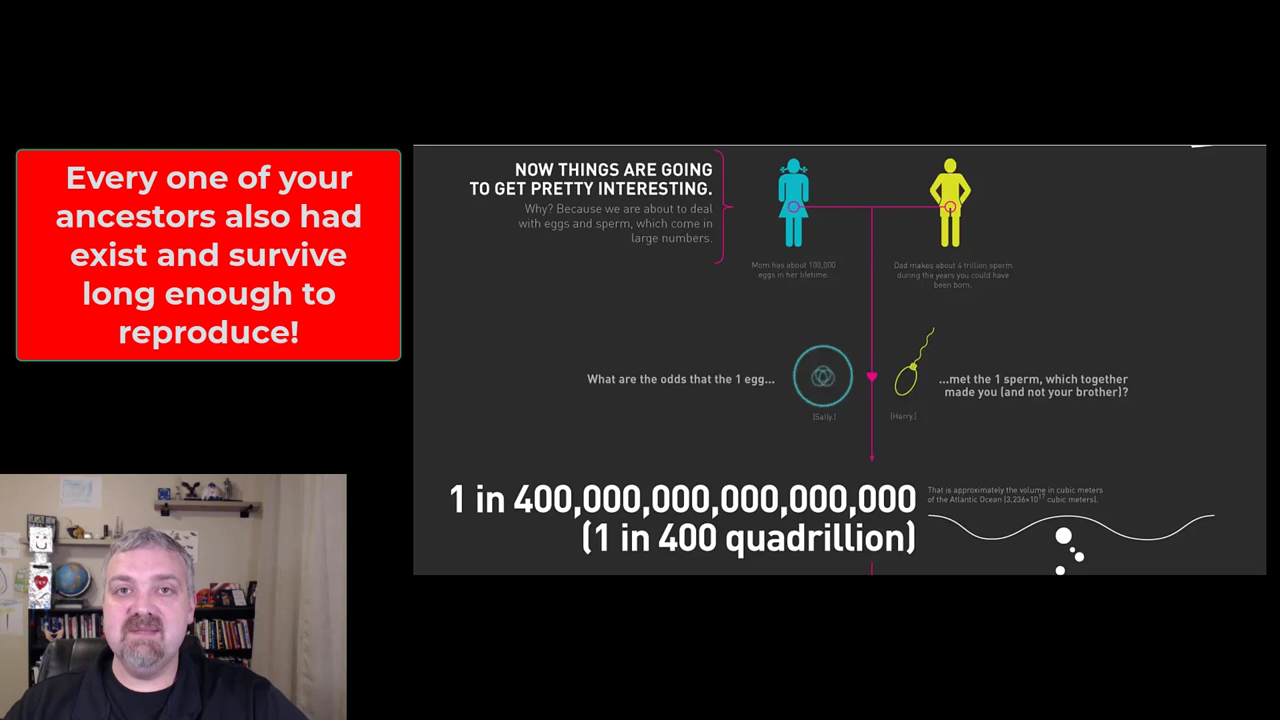 Every one of your
ancestors also had
exist and survive
long enough to
reproduce!
NOW THINGS ARE GOING
TO GET PRETTY INTERESTING.
Why? Because we are about to deal
with eggs and sperm, which come in
large numbers.
Mom has about 100,000
eggs in her lifetime.
Dad makes about 4 trillion sperm
during the years you could have
been born.
What are the odds that the 1 egg...
...met the 1 sperm, which together
made you (and not your brother)?
(Sally.)
(Harry.)
1 in 400,000,000,000,000,000
(1 in 400 quadrillion)
That is approximately the volume in cubic meters
of the Atlantic Ocean (3,236×10¹⁷ cubic meters).